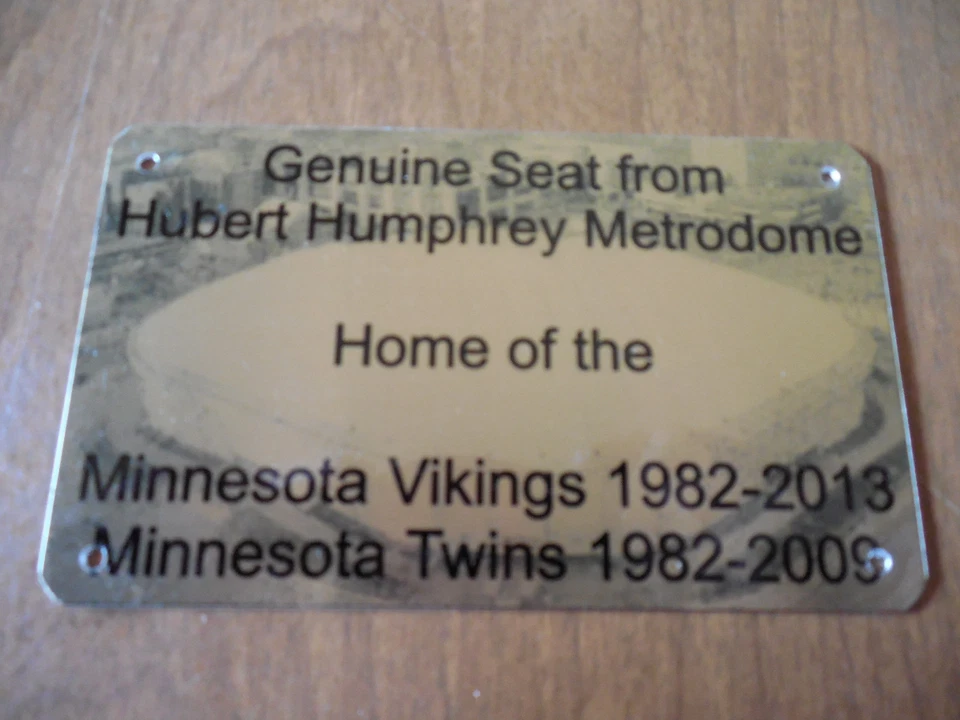 Genuine Seat from
Hubert Humphrey Metrodome
Home of the
Minnesota Vikings 1982-2013
Minnesota Twins 1982-2009